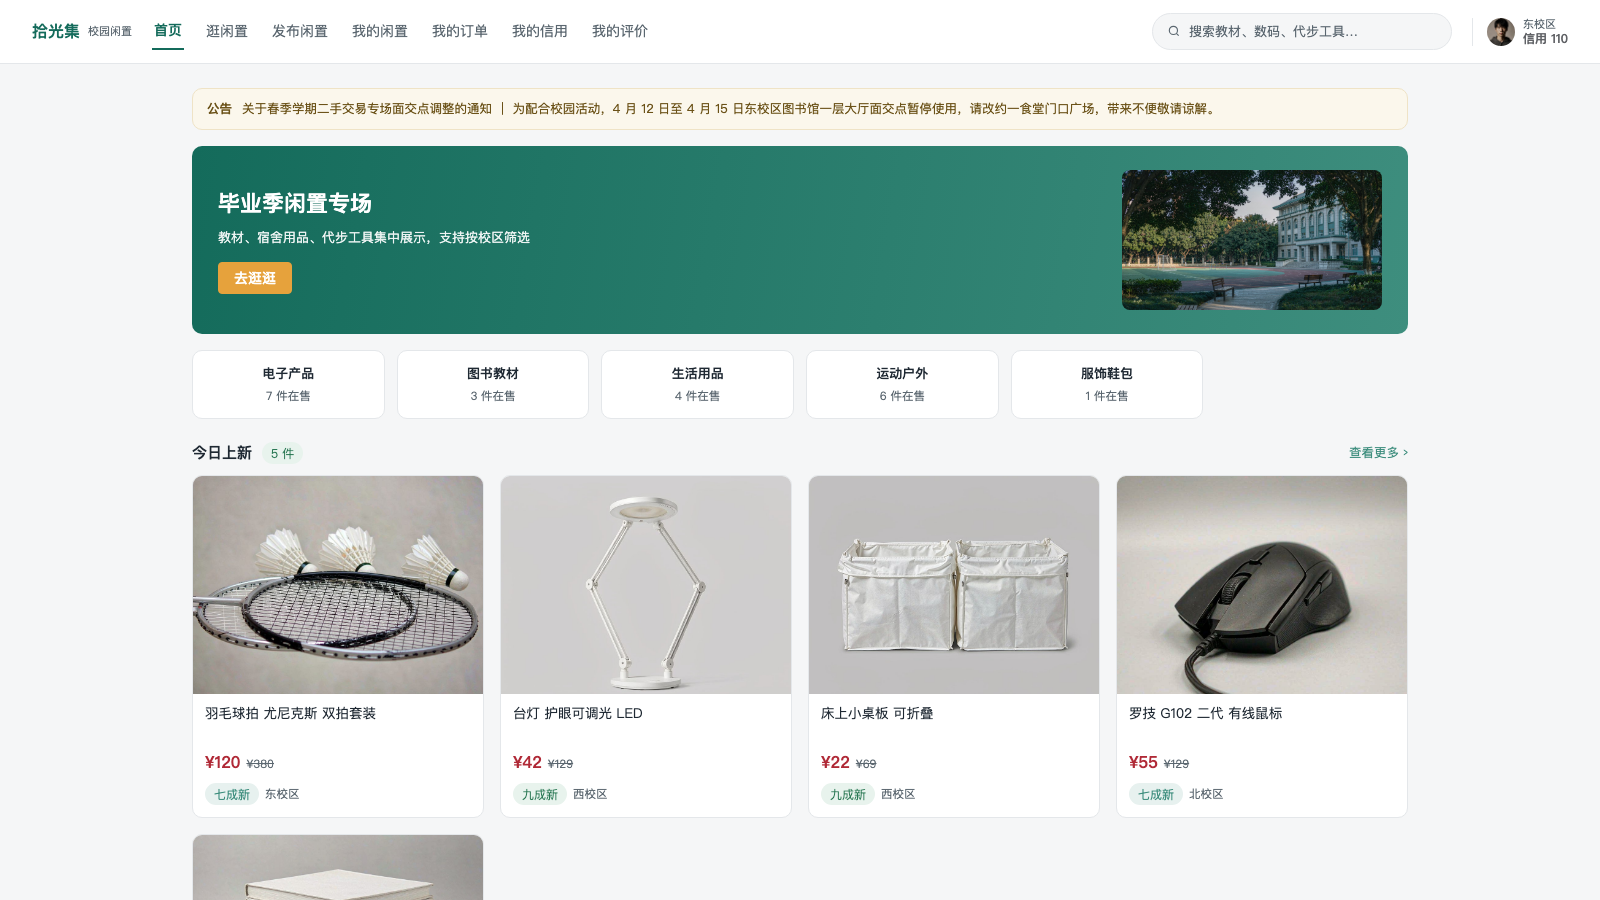 拾光集 校园闲置 首页 逛闲置 发布闲置 我的闲置 我的订单 我的信用 我的评价 搜索教材、数码、代步工具... 东校区
信用 110
公告 关于春季学期二手交易专场面交点调整的通知 | 为配合校园活动，4 月 12 日至 4 月 15 日东校区图书馆一层大厅面交点暂停使用，请改约一食堂门口广场，带来不便敬请谅解。
毕业季闲置专场
教材、宿舍用品、代步工具集中展示，支持按校区筛选
去逛逛
电子产品 图书教材 生活用品 运动户外 服饰鞋包
7 件在售 3 件在售 4 件在售 6 件在售 1 件在售
今日上新 5 件 查看更多 ›
羽毛球拍 尤尼克斯 双拍套装
¥120 ¥380
七成新 东校区
台灯 护眼可调光 LED
¥42 ¥129
九成新 西校区
床上小桌板 可折叠
¥22 ¥69
九成新 西校区
罗技 G102 二代 有线鼠标
¥55 ¥129
七成新 北校区